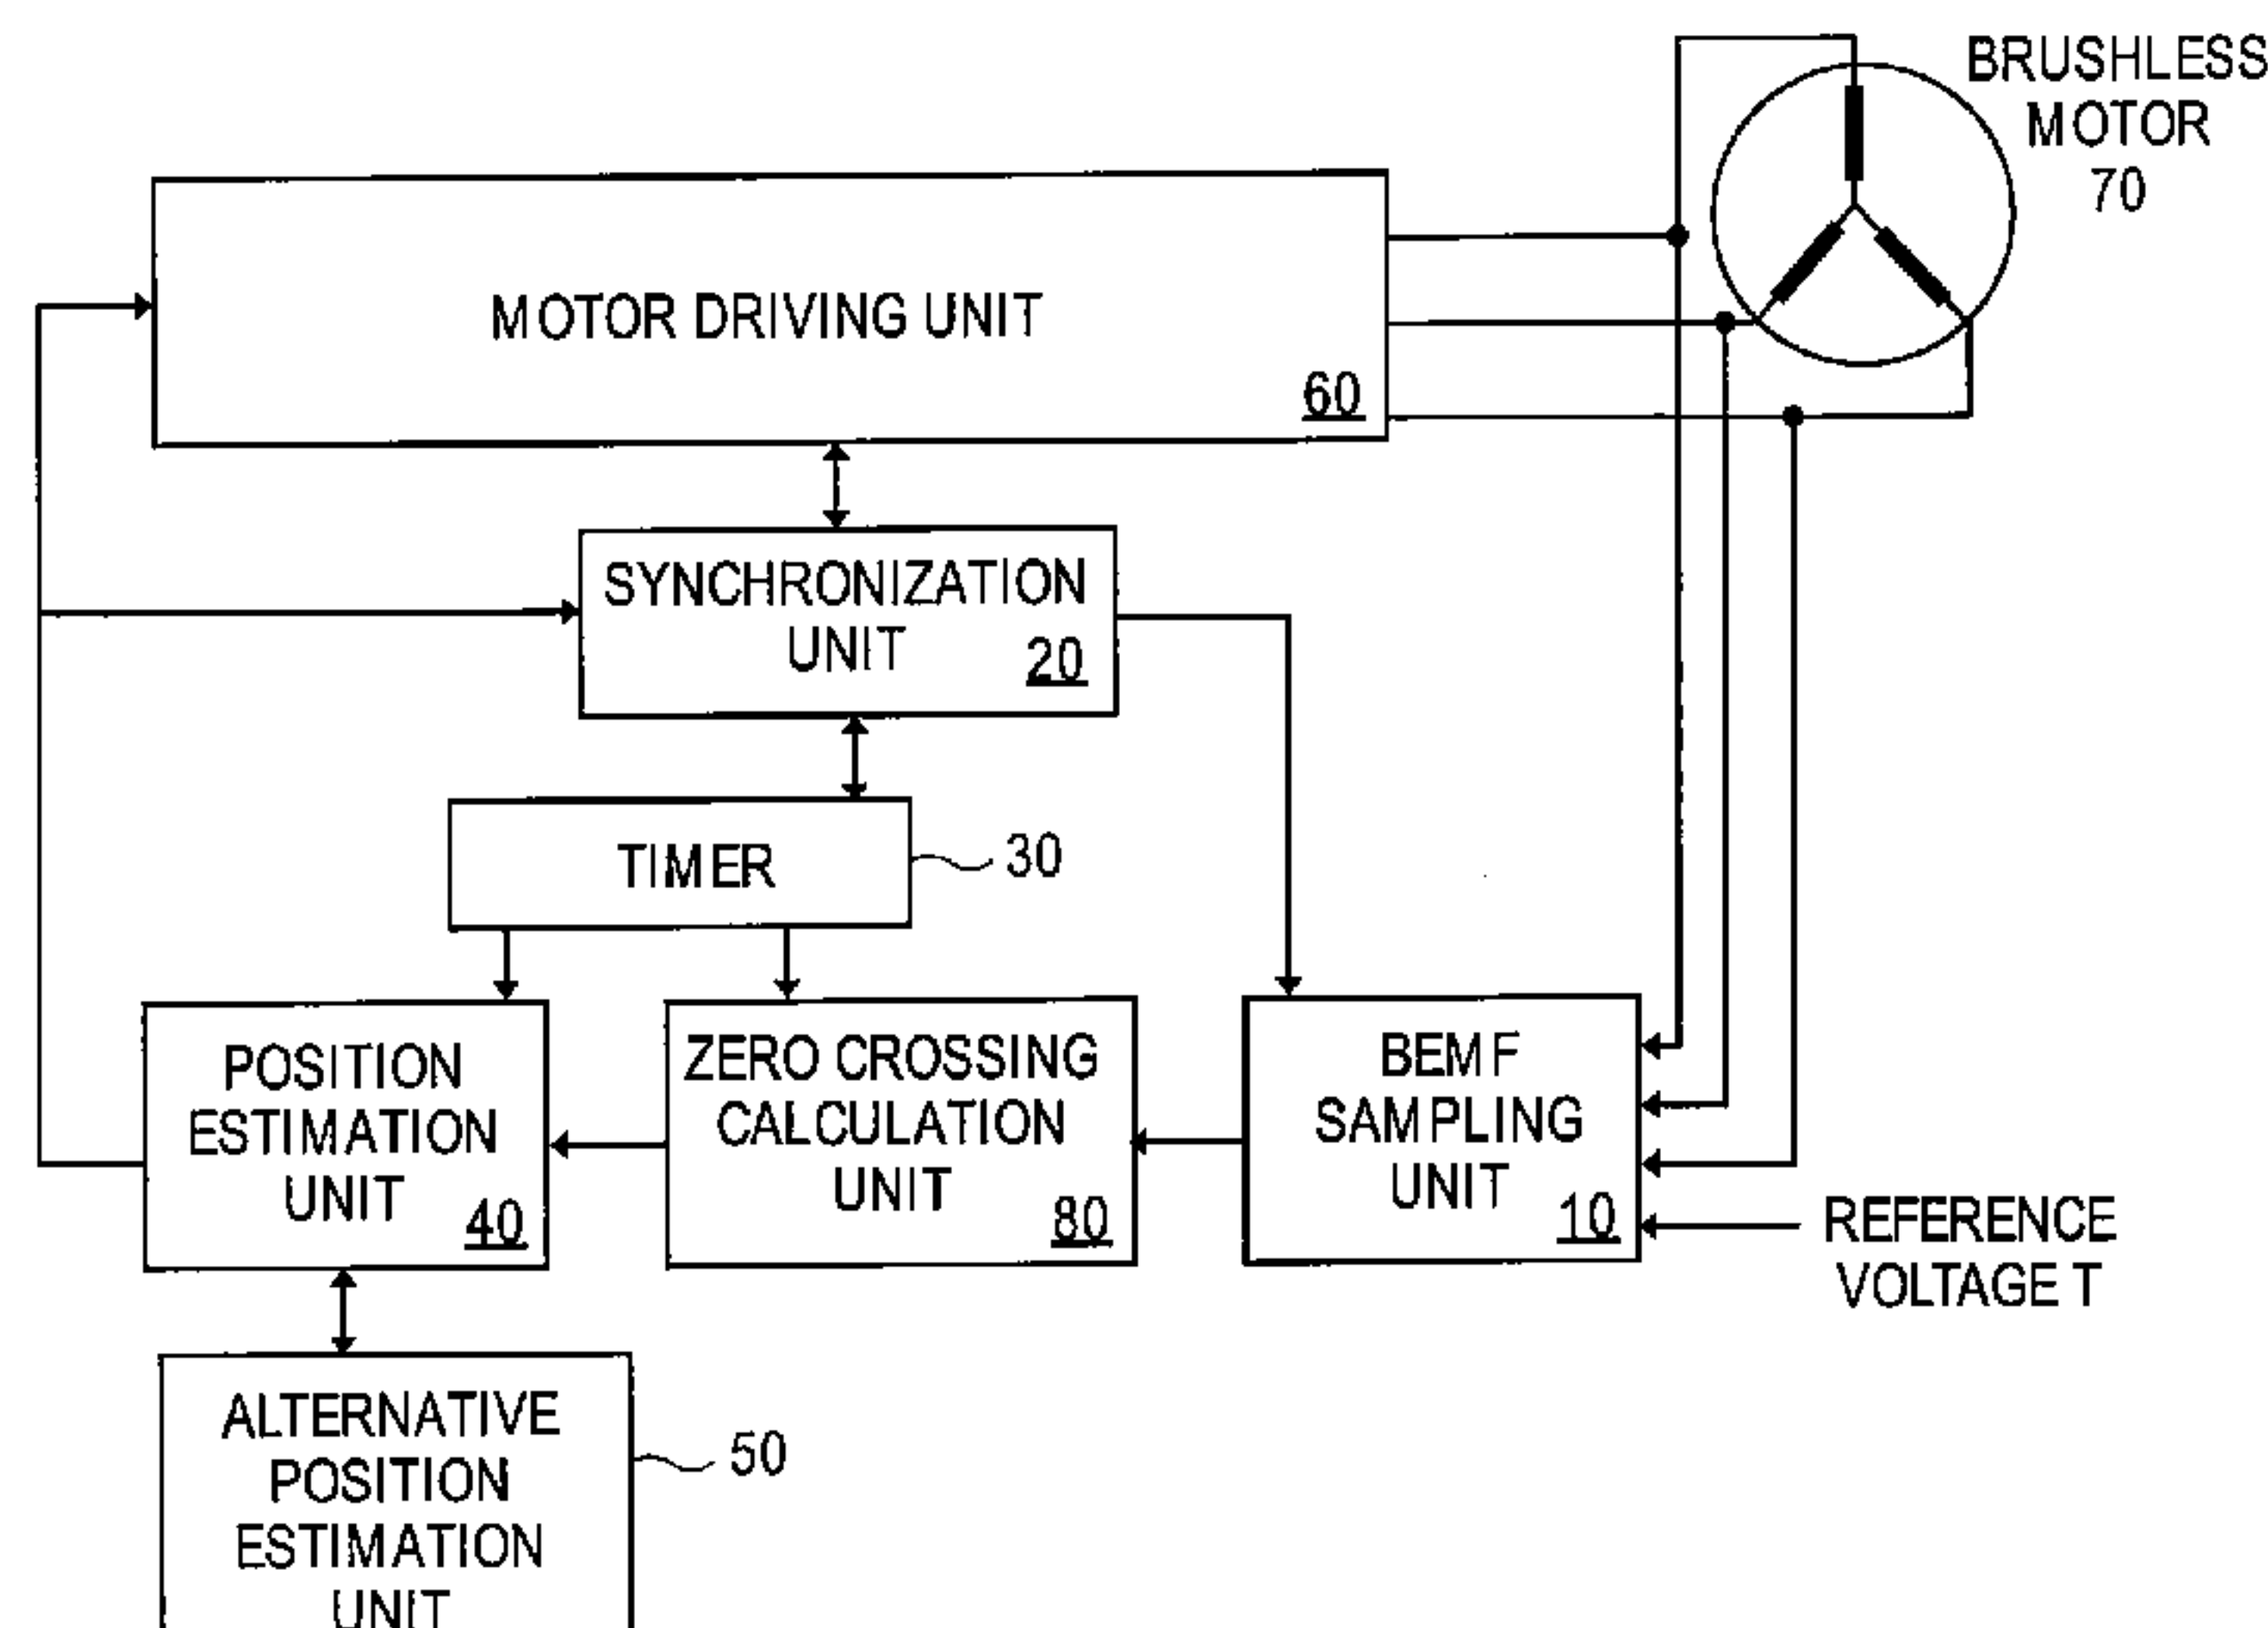 BRUSHLESS
MOTOR
70
MOTOR DRIVING UNIT
60
SYNCHRONIZATION
UNIT
20
TIMER
30
POSITION
ESTIMATION
UNIT
40
ZERO CROSSING
CALCULATION
UNIT
80
BEMF
SAMPLING
UNIT
10
REFERENCE
VOLTAGE T
ALTERNATIVE
POSITION
ESTIMATION
UNIT
50